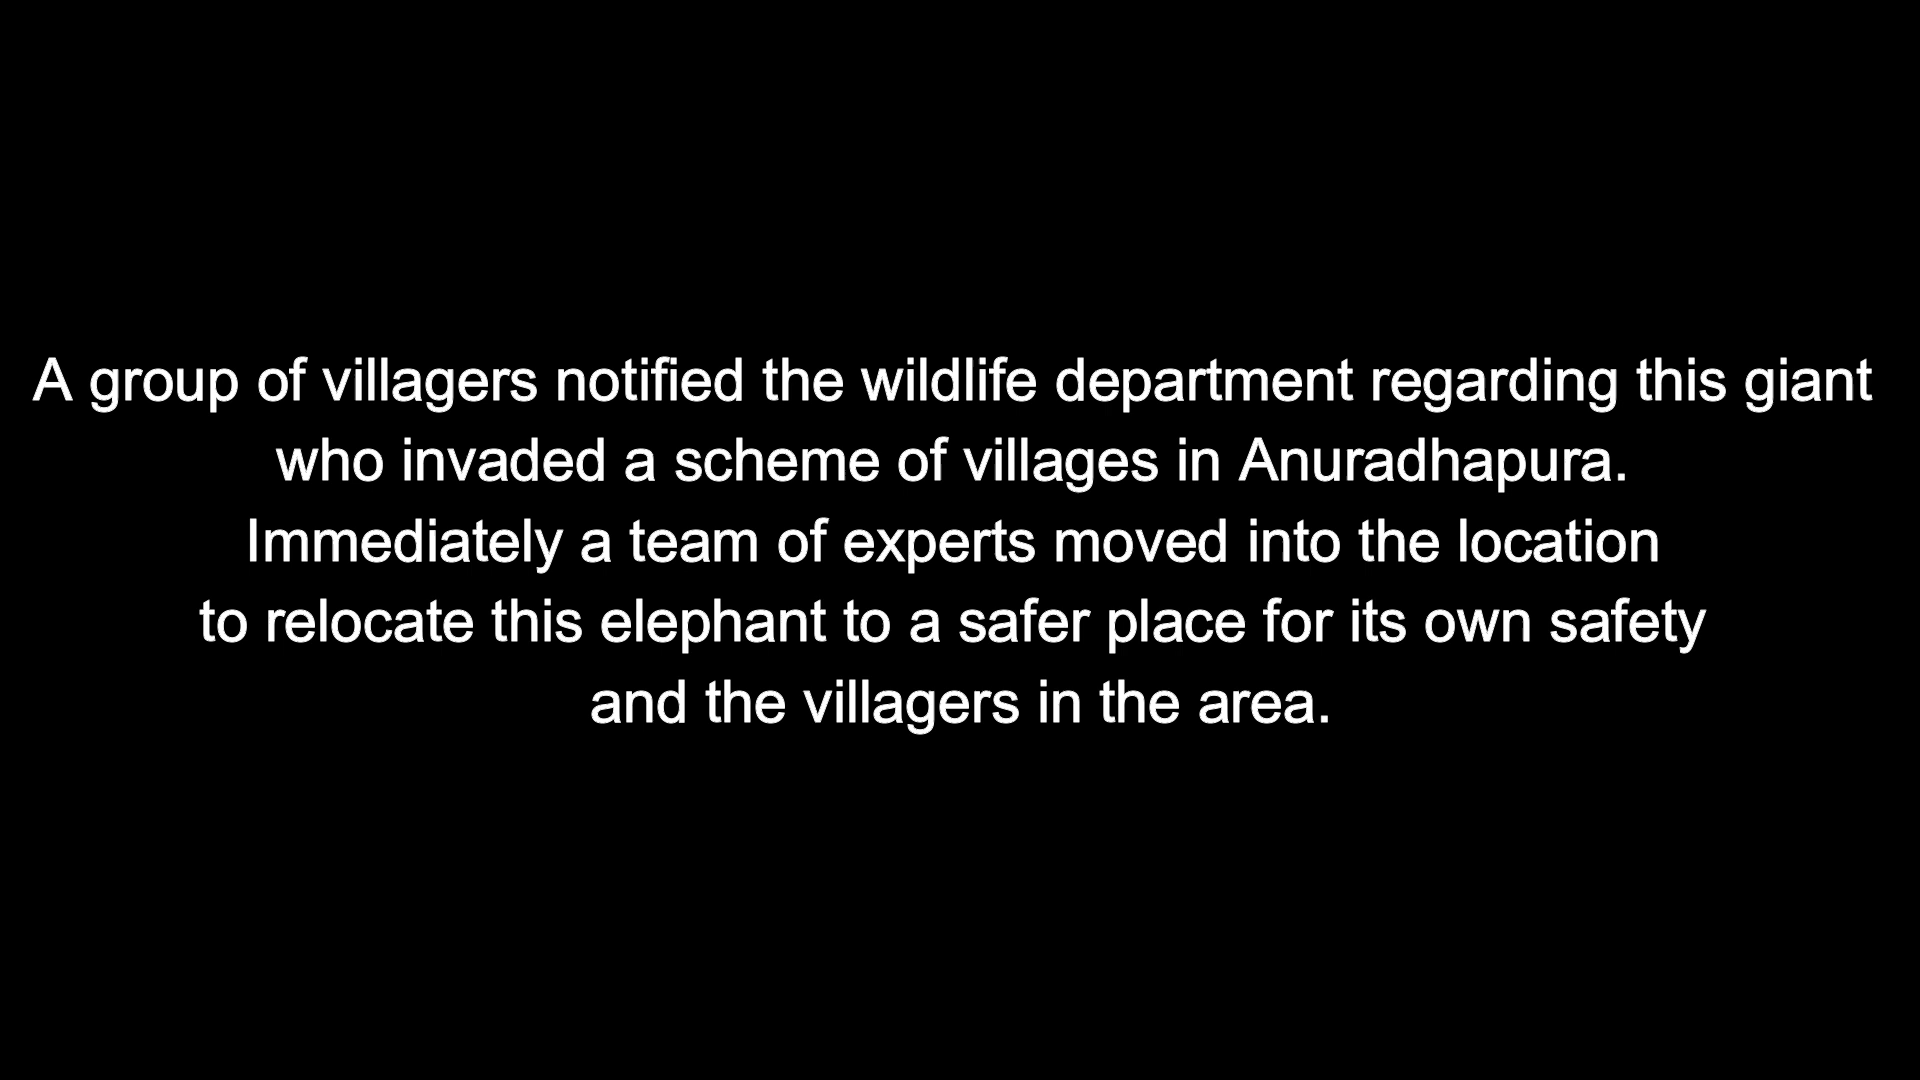 A group of villagers notified the wildlife department regarding this giant
who invaded a scheme of villages in Anuradhapura.
Immediately a team of experts moved into the location
to relocate this elephant to a safer place for its own safety
and the villagers in the area.